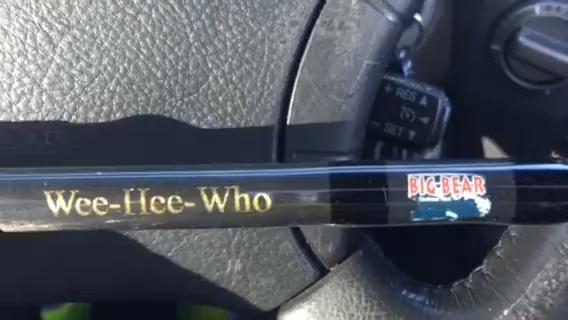 Wee-Hee-Who
BIG BEAR
+ RES ▲
- SET ▼